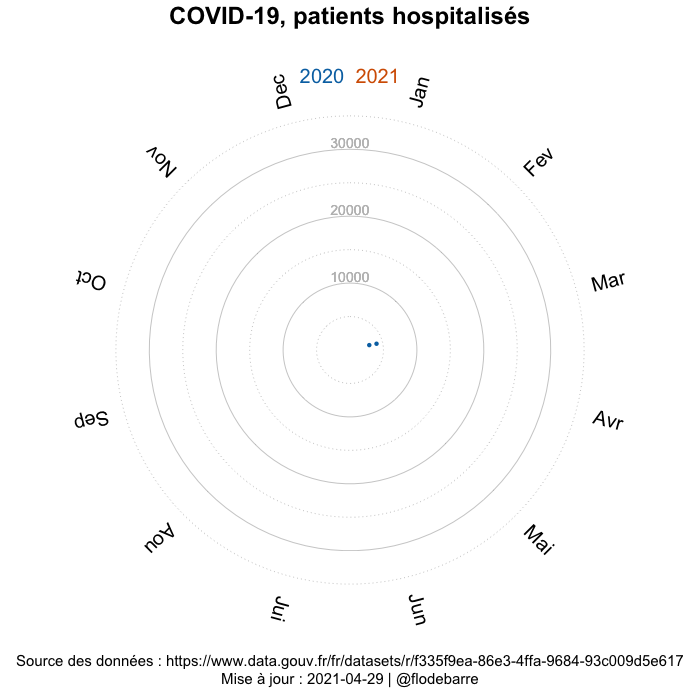 COVID-19, patients hospitalisés
2020 2021
Jan
Fev
Mar
Avr
Mai
Jun
Jui
Aou
Sep
Oct
Nov
Dec
30000
20000
10000
Source des données : https://www.data.gouv.fr/fr/datasets/r/f335f9ea-86e3-4ffa-9684-93c009d5e617
Mise à jour : 2021-04-29 | @flodebarre